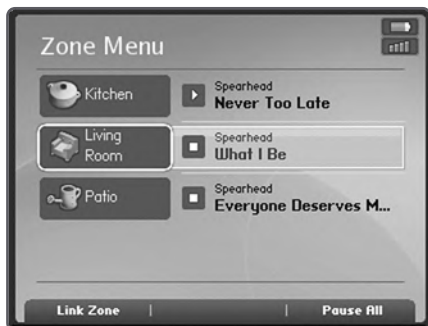 Zone Menu
Kitchen
Spearhead
Never Too Late
Living
Room
Spearhead
What I Be
Patio
Spearhead
Everyone Deserves M...
Link Zone
Pause All